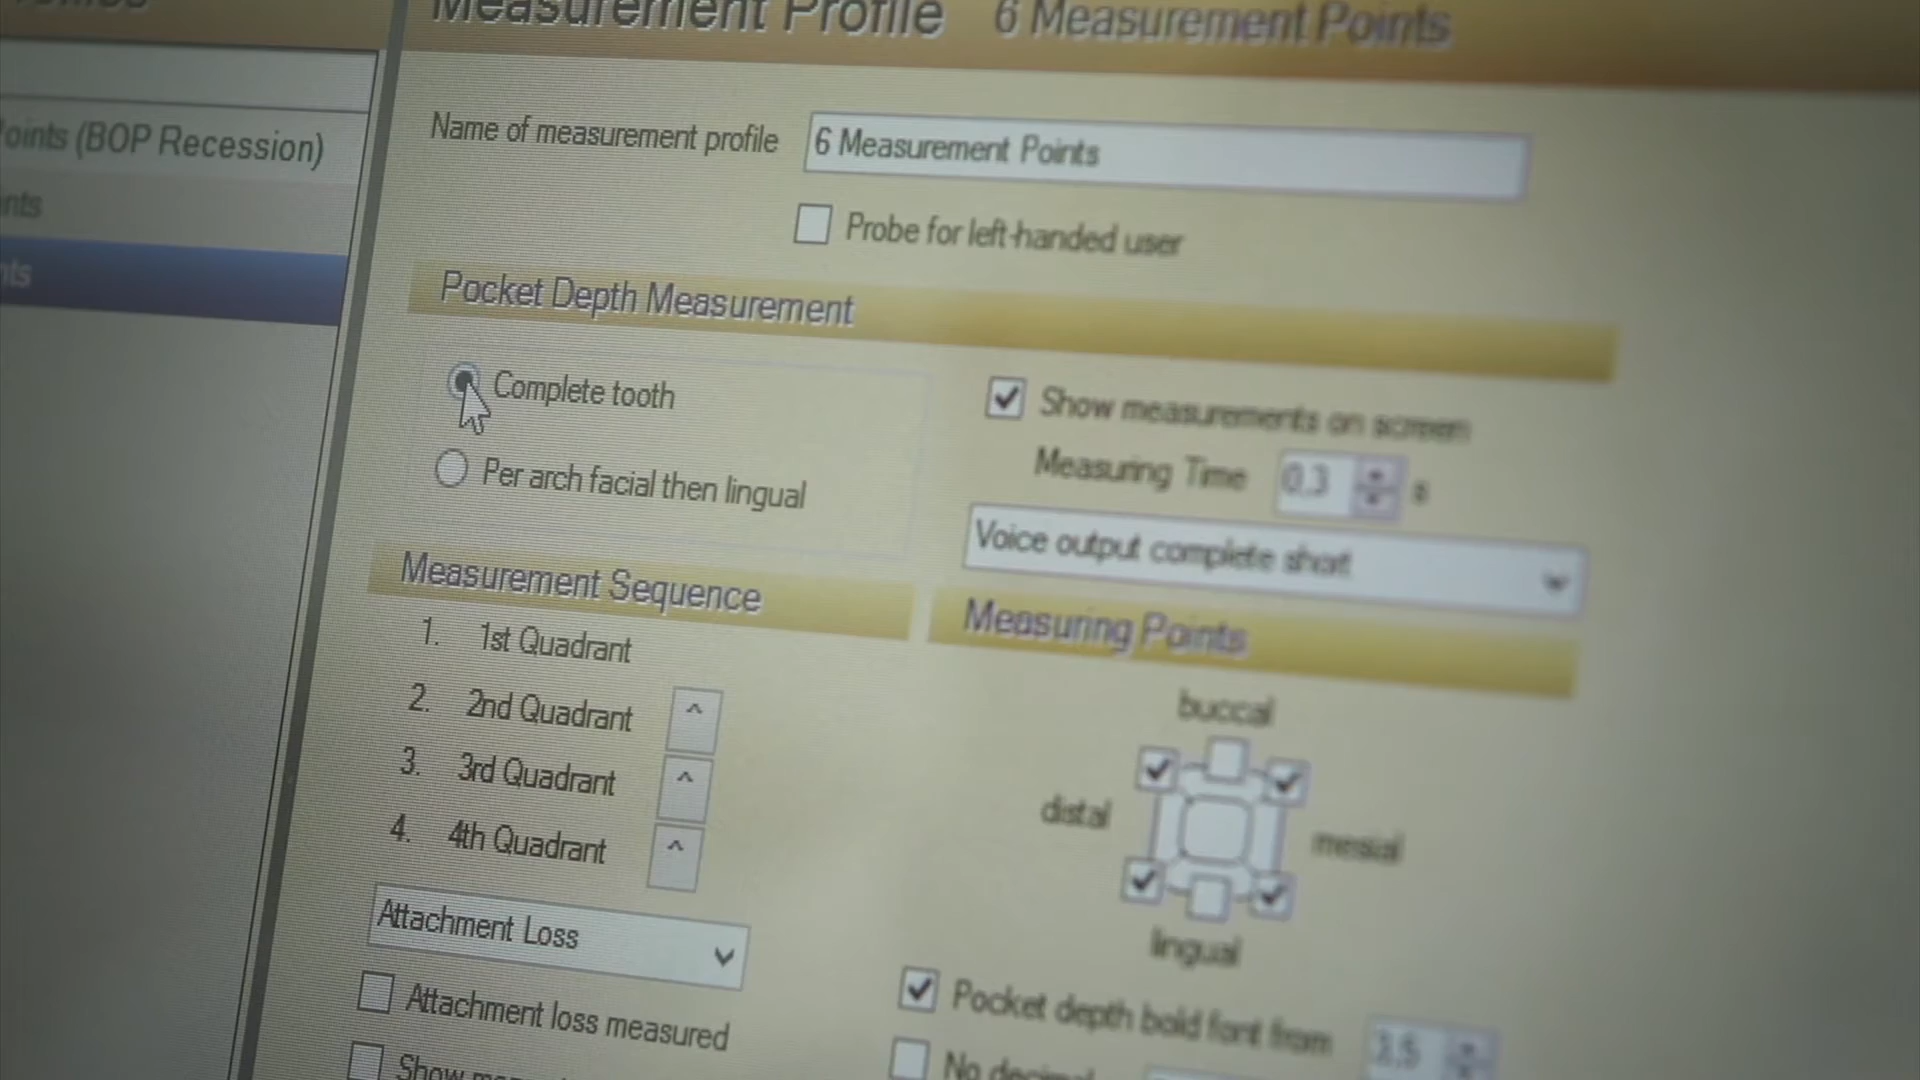 Measurement Profile 6 Measurement Points
oints (BOP Recession)
nts
nts
Name of measurement profile 6 Measurement Points
Probe for left-handed user
Pocket Depth Measurement
Complete tooth
Per arch facial then lingual
Show measurements on screen
Measuring Time 0,3 s
Voice output complete short
Measurement Sequence
1. 1st Quadrant
2. 2nd Quadrant
3. 3rd Quadrant
4. 4th Quadrant
Attachment Loss
Attachment loss measured
Show
Measuring Points
buccal
distal
mesial
lingual
Pocket depth bold font from 3,5
No decimal